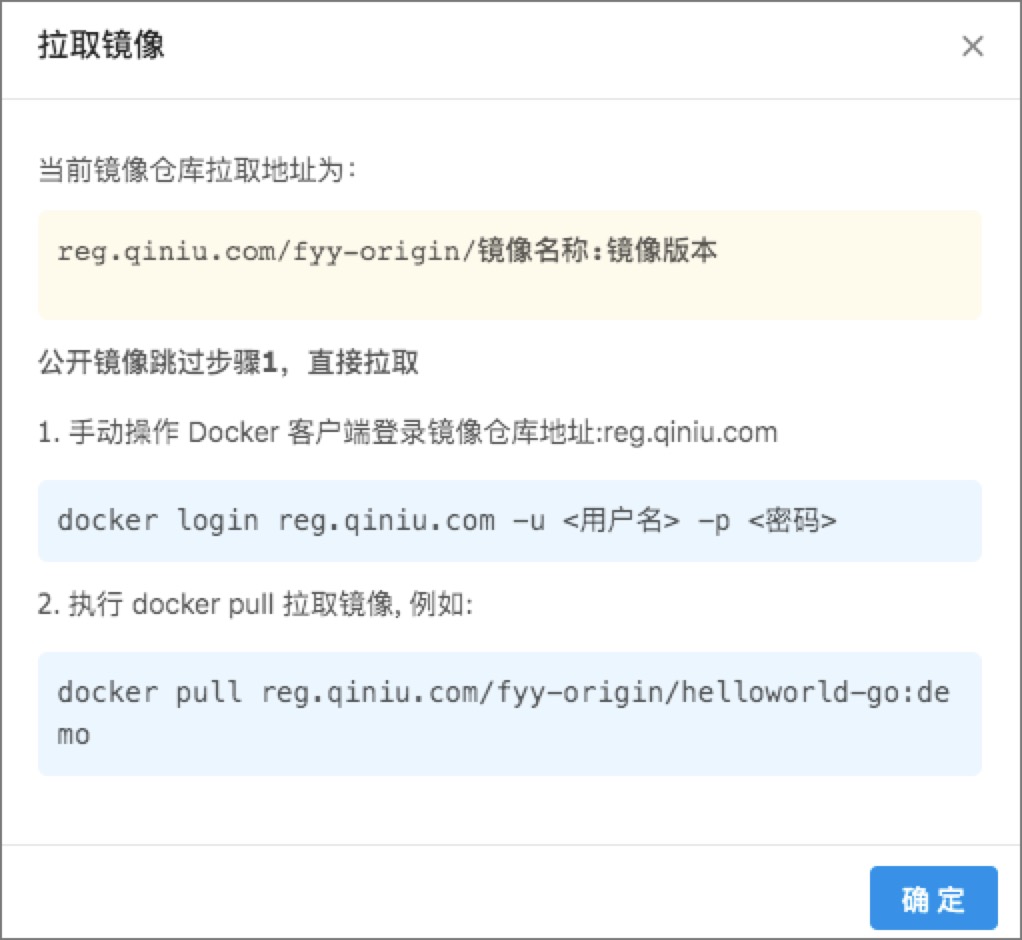 拉取镜像
当前镜像仓库拉取地址为：
reg.qiniu.com/fyy-origin/镜像名称:镜像版本
公开镜像跳过步骤1，直接拉取
1. 手动操作 Docker 客户端登录镜像仓库地址:reg.qiniu.com
docker login reg.qiniu.com -u <用户名> -p <密码>
2. 执行 docker pull 拉取镜像, 例如:
docker pull reg.qiniu.com/fyy-origin/helloworld-go:de
mo
确 定